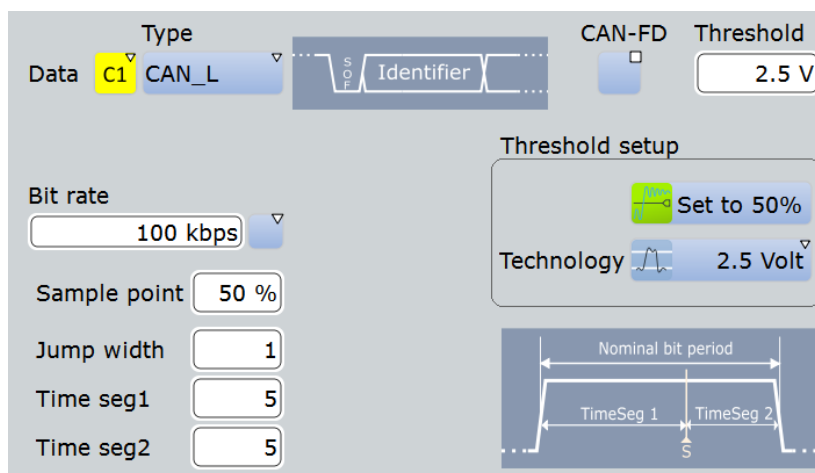 Type CAN-FD Threshold
Data C1 CAN_L SOF Identifier 2.5 V
Threshold setup
Bit rate Set to 50%
100 kbps
Technology 2.5 Volt
Sample point 50 %
Jump width 1 Nominal bit period
Time seg1 5 TimeSeg 1 TimeSeg 2
Time seg2 5 S